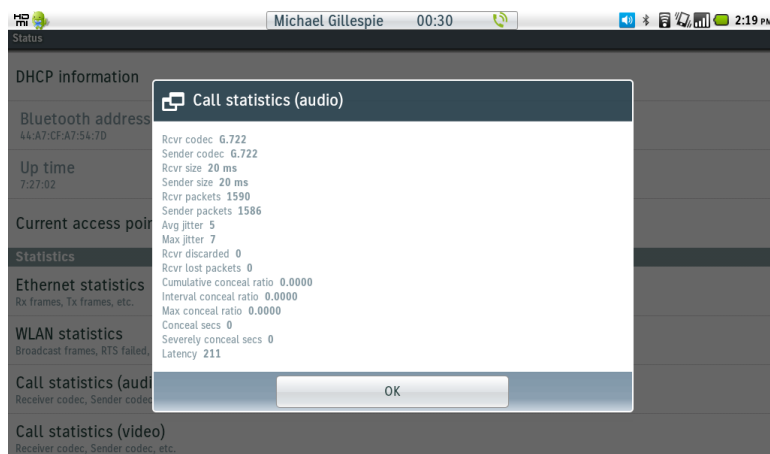 HD
MI
Michael Gillespie 00:30
2:19 PM
Status
DHCP information
Bluetooth address
44:A7:CF:A7:54:7D
Up time
7:27:02
Current access poin
Statistics
Ethernet statistics
Rx frames, Tx frames, etc.
WLAN statistics
Broadcast frames, RTS failed,
Call statistics (audi
Receiver codec, Sender codec
Call statistics (video)
Receiver codec, Sender codec, etc.
Call statistics (audio)
Rcvr codec G.722
Sender codec G.722
Rcvr size 20 ms
Sender size 20 ms
Rcvr packets 1590
Sender packets 1586
Avg jitter 5
Max jitter 7
Rcvr discarded 0
Rcvr lost packets 0
Cumulative conceal ratio 0.0000
Interval conceal ratio 0.0000
Max conceal ratio 0.0000
Conceal secs 0
Severely conceal secs 0
Latency 211
OK